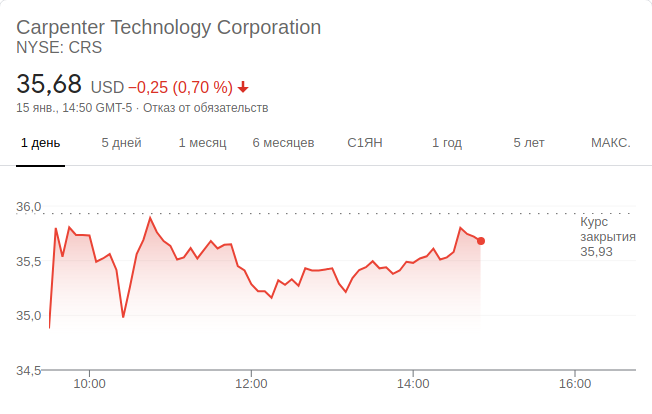 Carpenter Technology Corporation
NYSE: CRS
35,68 USD −0,25 (0,70 %)
15 янв., 14:50 GMT-5 · Отказ от обязательств
1 день 5 дней 1 месяц 6 месяцев С1ЯН 1 год 5 лет МАКС.
36,0
Курс
закрытия
35,93
35,5
35,0
34,5
10:00 12:00 14:00 16:00